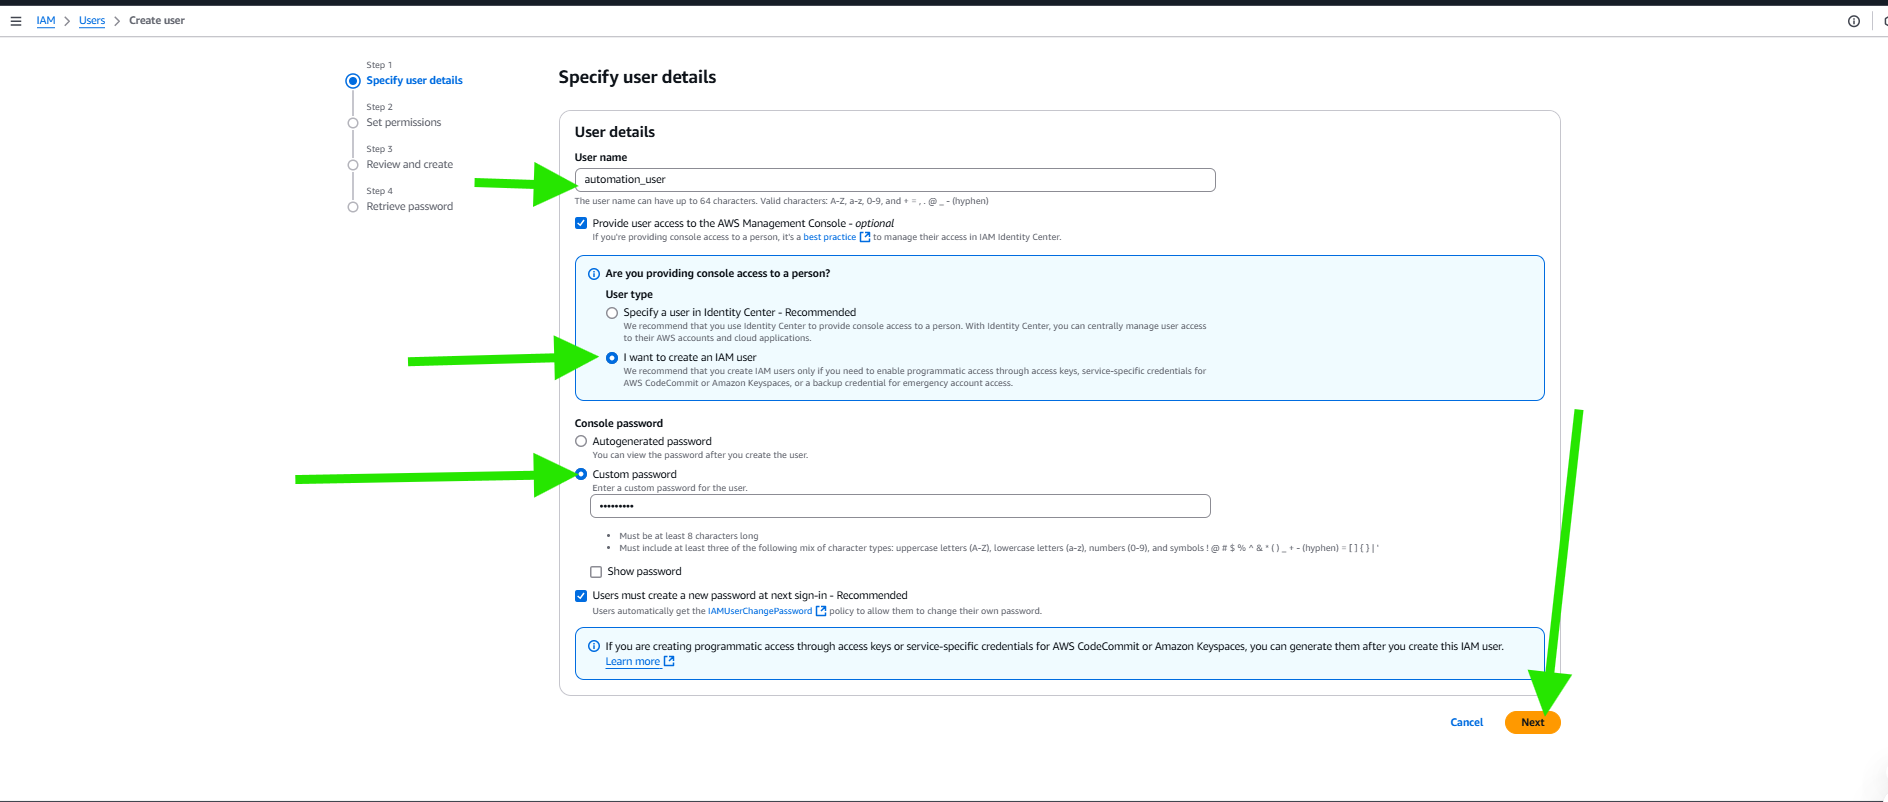 IAM > Users > Create user
Step 1
Specify user details
Step 2
Set permissions
Step 3
Review and create
Step 4
Retrieve password
Specify user details
User details
User name
automation_user
The user name can have up to 64 characters. Valid characters: A-Z, a-z, 0-9, and + = , . @ _ - (hyphen)
Provide user access to the AWS Management Console - optional
If you're providing console access to a person, it's a best practice to manage their access in IAM Identity Center.
Are you providing console access to a person?
User type
Specify a user in Identity Center - Recommended
We recommend that you use Identity Center to provide console access to a person. With Identity Center, you can centrally manage user access
to their AWS accounts and cloud applications.
I want to create an IAM user
We recommend that you create IAM users only if you need to enable programmatic access through access keys, service-specific credentials for
AWS CodeCommit or Amazon Keyspaces, or a backup credential for emergency account access.
Console password
Autogenerated password
You can view the password after you create the user.
Custom password
Enter a custom password for the user.
•••••••••
• Must be at least 8 characters long
• Must include at least three of the following mix of character types: uppercase letters (A-Z), lowercase letters (a-z), numbers (0-9), and symbols ! @ # $ % ^ & * ( ) _ + - (hyphen) = [ ] { } | '
Show password
Users must create a new password at next sign-in - Recommended
Users automatically get the IAMUserChangePassword policy to allow them to change their own password.
If you are creating programmatic access through access keys or service-specific credentials for AWS CodeCommit or Amazon Keyspaces, you can generate them after you create this IAM user.
Learn more
Cancel
Next